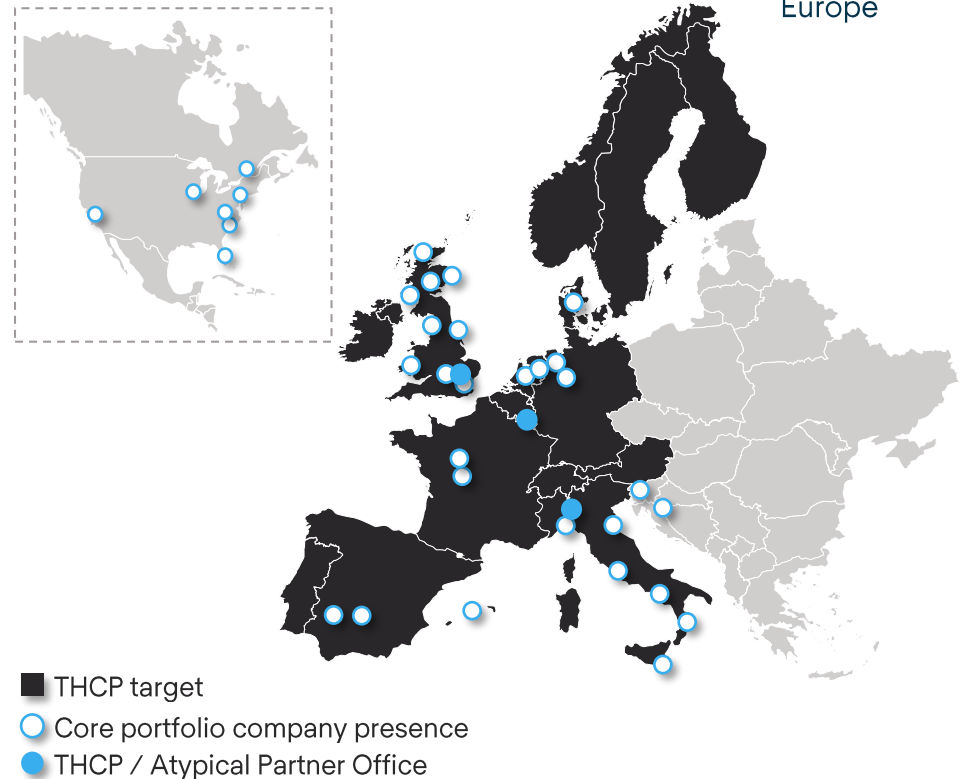 Europe
THCP target
Core portfolio company presence
THCP / Atypical Partner Office